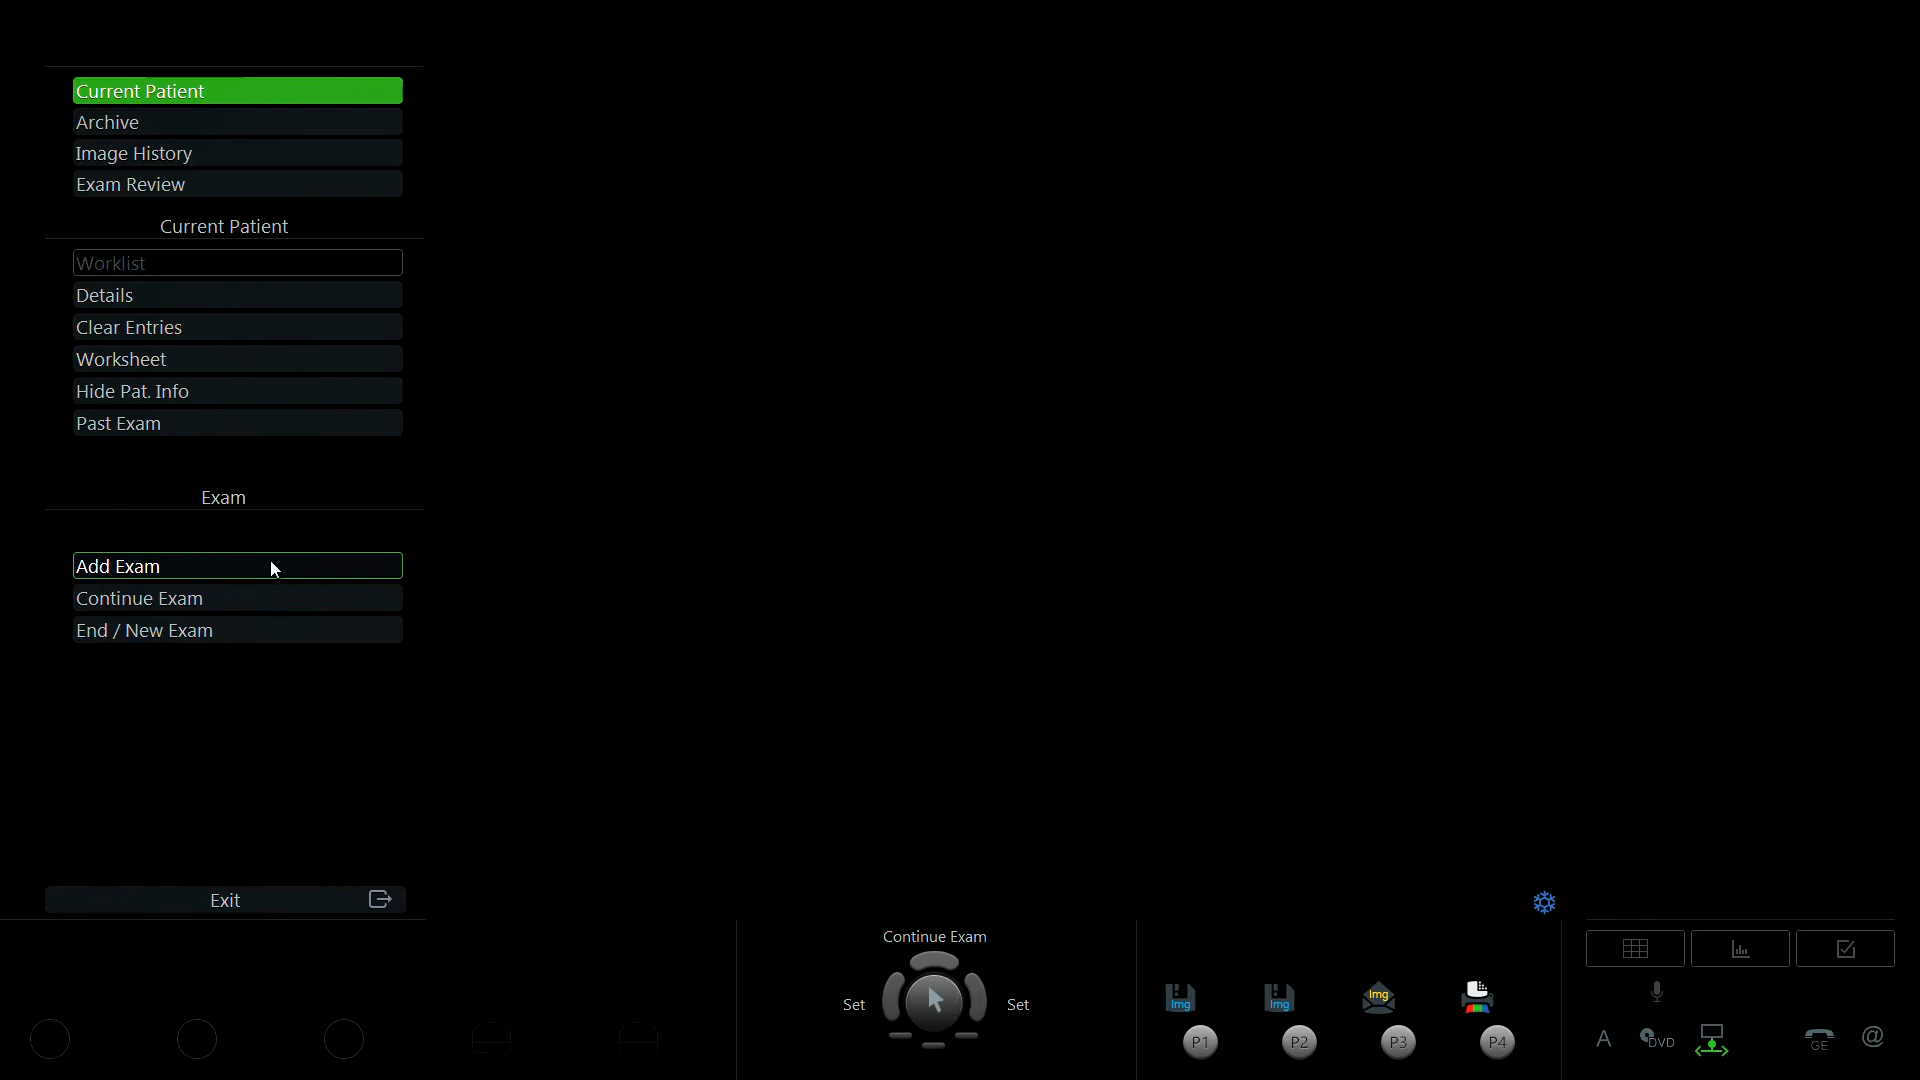 Current Patient
Archive
Image History
Exam Review
Current Patient
Worklist
Details
Clear Entries
Worksheet
Hide Pat. Info
Past Exam
Exam
Add Exam
Continue Exam
End / New Exam
Exit
Continue Exam
Set
Set
Img
Img
Img
P1
P2
P3
P4
A
DVD
GE
@